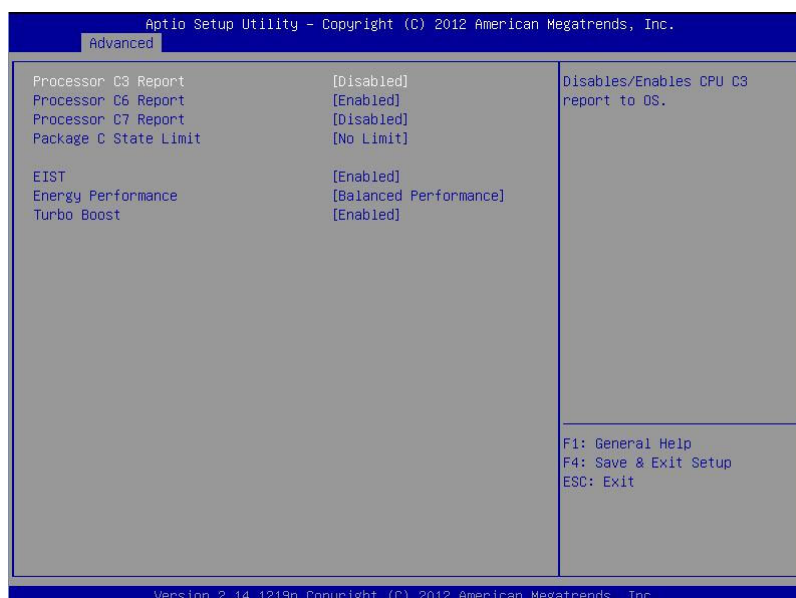 Aptio Setup Utility – Copyright (C) 2012 American Megatrends, Inc.
Advanced
Processor C3 Report [Disabled]
Processor C6 Report [Enabled]
Processor C7 Report [Disabled]
Package C State Limit [No Limit]
EIST [Enabled]
Energy Performance [Balanced Performance]
Turbo Boost [Enabled]
Disables/Enables CPU C3
report to OS.
F1: General Help
F4: Save & Exit Setup
ESC: Exit
Version 2.14.1219n Copyright (C) 2012 American Megatrends, Inc.